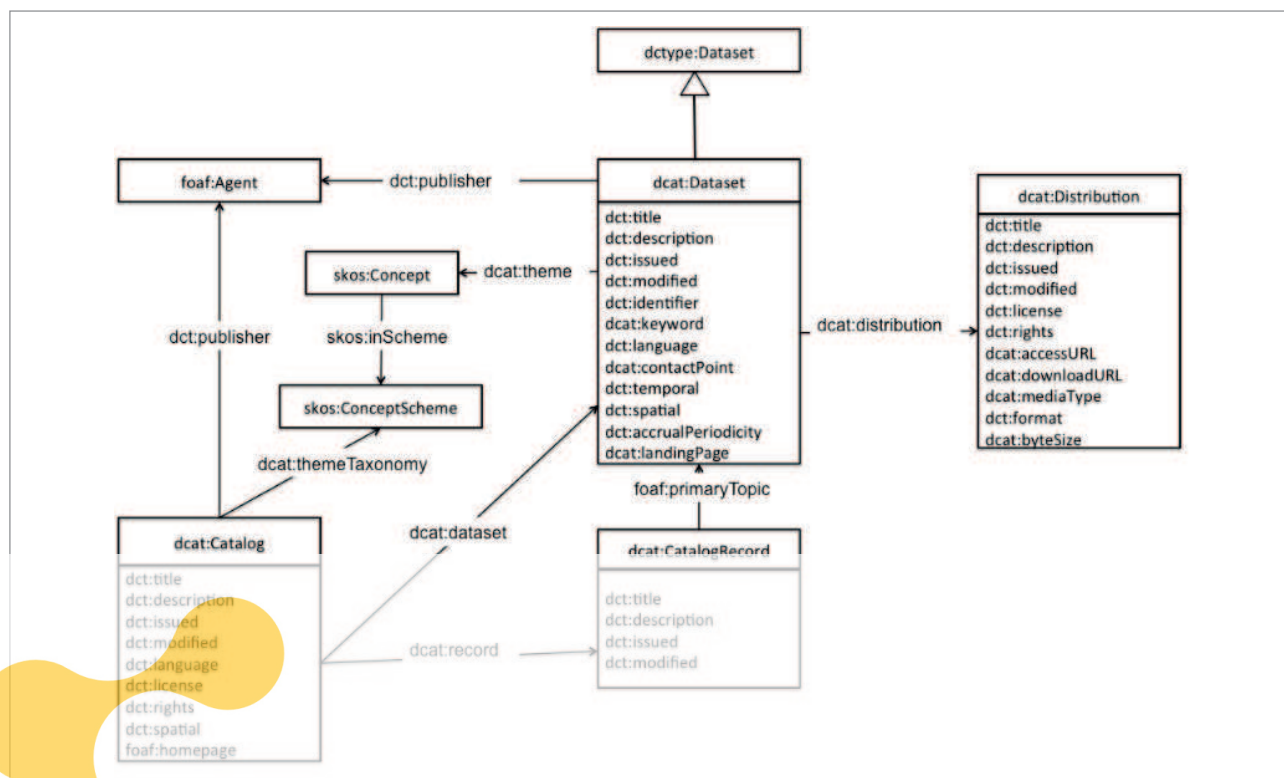 dctype:Dataset
foaf:Agent
dct:publisher
dcat:Dataset
dct:title
dct:description
dct:issued
dct:modified
dct:identifier
dcat:keyword
dct:language
dcat:contactPoint
dct:temporal
dct:spatial
dct:accrualPeriodicity
dcat:landingPage
dcat:Distribution
dct:title
dct:description
dct:issued
dct:modified
dct:license
dct:rights
dcat:accessURL
dcat:downloadURL
dcat:mediaType
dct:format
dcat:byteSize
skos:Concept
dcat:theme
dct:publisher
skos:inScheme
dcat:distribution
skos:ConceptScheme
dcat:themeTaxonomy
foaf:primaryTopic
dcat:dataset
dcat:Catalog
dct:title
dct:description
dct:issued
dct:modified
dct:language
dct:license
dct:rights
dct:spatial
foaf:homepage
dcat:record
dcat:CatalogRecord
dct:title
dct:description
dct:issued
dct:modified